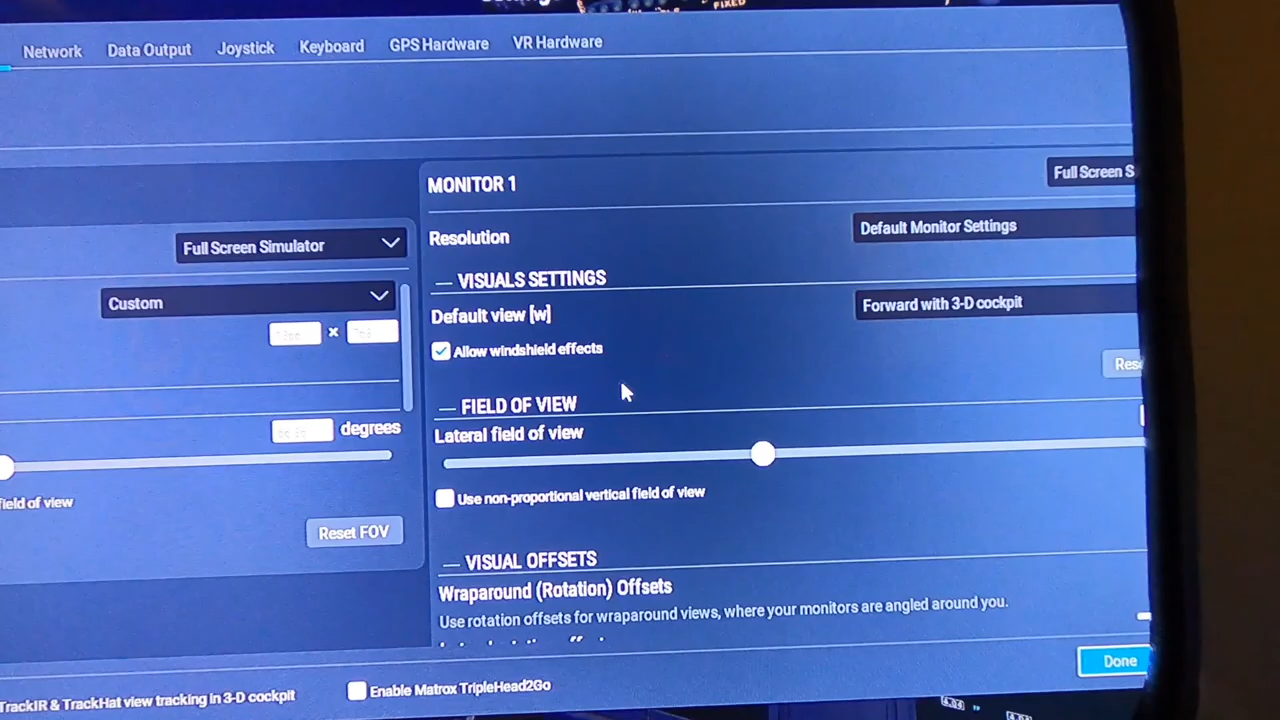 FIXED
Network Data Output Joystick Keyboard GPS Hardware VR Hardware
Full Screen Simulator
Custom
x
degrees
field of view
Reset FOV
MONITOR 1
Full Screen S
Resolution
Default Monitor Settings
— VISUALS SETTINGS
Default view [w]
Forward with 3-D cockpit
Allow windshield effects
— FIELD OF VIEW
Lateral field of view
Use non-proportional vertical field of view
— VISUAL OFFSETS
Wraparound (Rotation) Offsets
Use rotation offsets for wraparound views, where your monitors are angled around you.
Done
TrackIR & TrackHat view tracking in 3-D cockpit
Enable Matrox TripleHead2Go